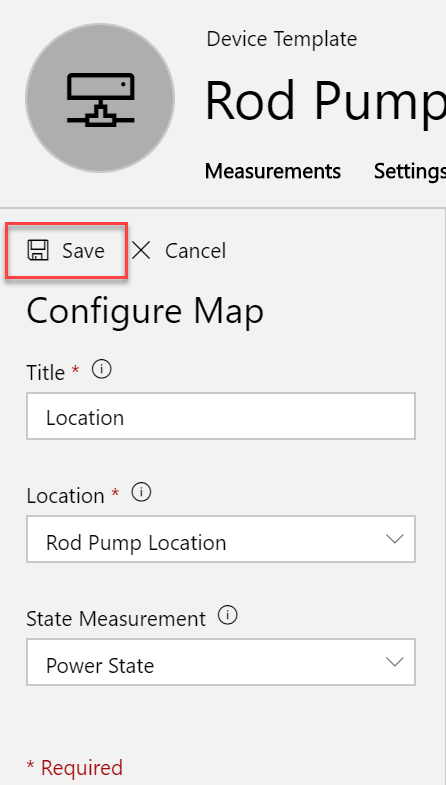 Device Template
Rod Pump
Measurements Settings
Save Cancel
Configure Map
Title *
Location
Location *
Rod Pump Location
State Measurement
Power State
* Required